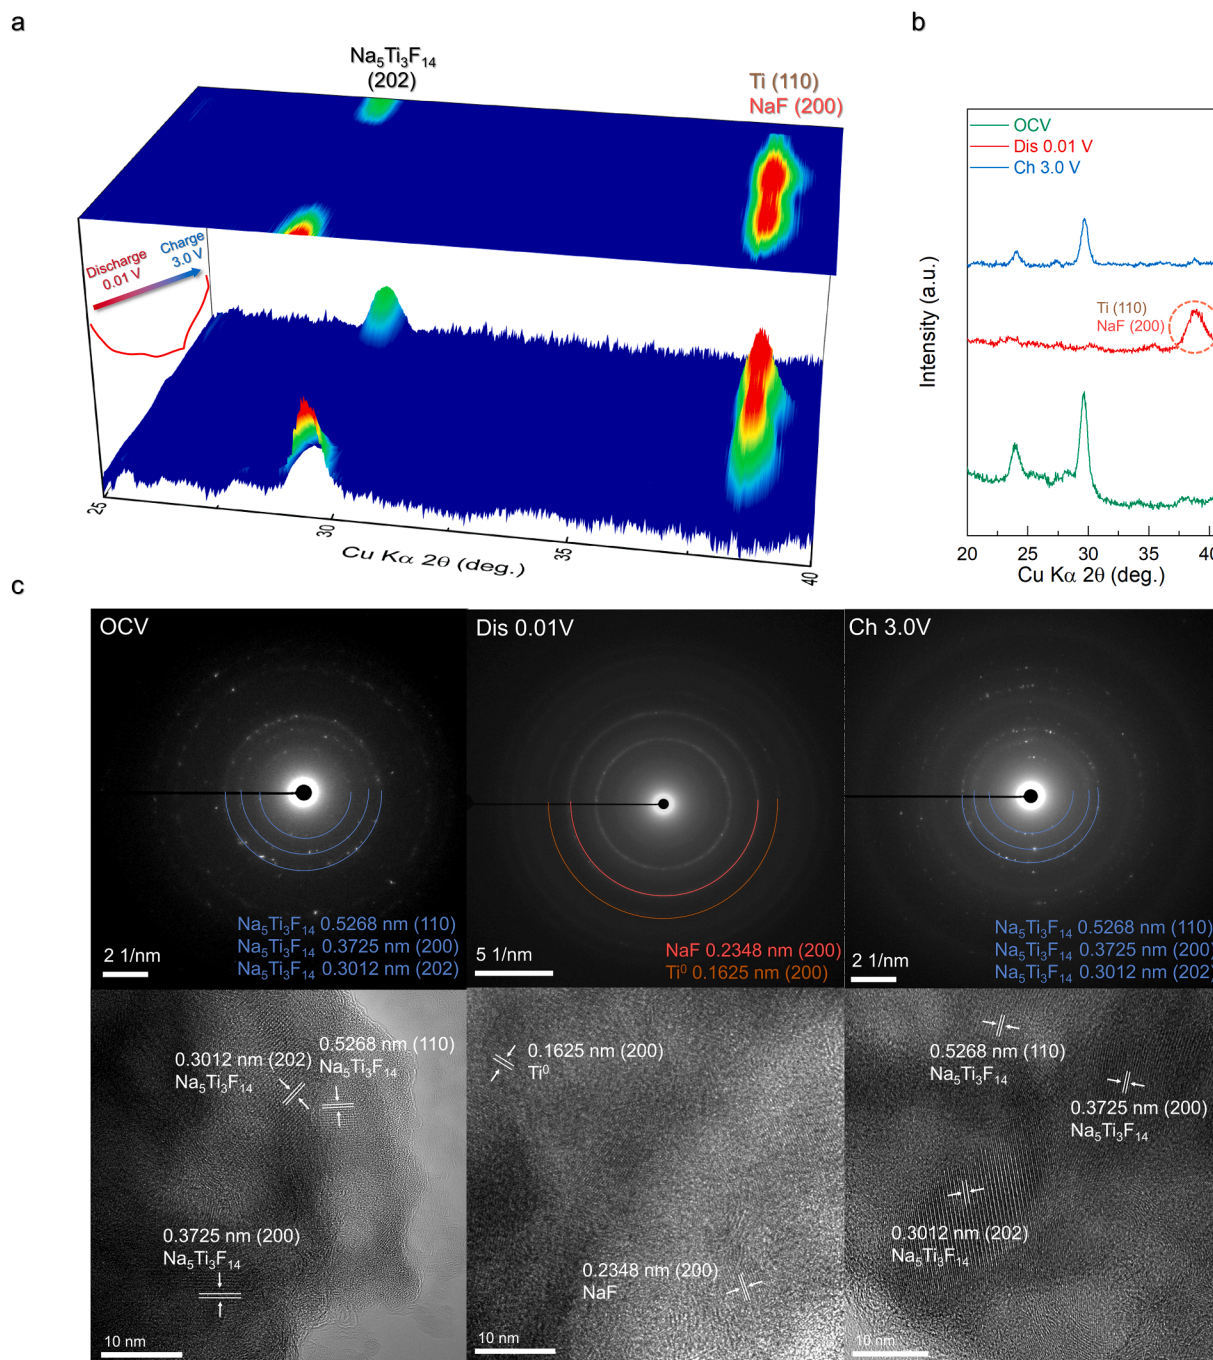 a
b
Na₅Ti₃F₁₄
(202)
Ti (110)
NaF (200)
Discharge
0.01 V
Charge
3.0 V
25
30
35
40
Cu Kα 2θ (deg.)
OCV
Dis 0.01 V
Ch 3.0 V
Ti (110)
NaF (200)
Intensity (a.u.)
20 25 30 35 40
Cu Kα 2θ (deg.)
c
OCV
Na₅Ti₃F₁₄ 0.5268 nm (110)
Na₅Ti₃F₁₄ 0.3725 nm (200)
Na₅Ti₃F₁₄ 0.3012 nm (202)
2 1/nm
Dis 0.01V
NaF 0.2348 nm (200)
Ti⁰ 0.1625 nm (200)
5 1/nm
Ch 3.0V
Na₅Ti₃F₁₄ 0.5268 nm (110)
Na₅Ti₃F₁₄ 0.3725 nm (200)
Na₅Ti₃F₁₄ 0.3012 nm (202)
2 1/nm
0.5268 nm (110)
Na₅Ti₃F₁₄
0.3012 nm (202)
Na₅Ti₃F₁₄
0.3725 nm (200)
Na₅Ti₃F₁₄
10 nm
0.1625 nm (200)
Ti⁰
0.2348 nm (200)
NaF
10 nm
0.5268 nm (110)
Na₅Ti₃F₁₄
0.3725 nm (200)
Na₅Ti₃F₁₄
0.3012 nm (202)
Na₅Ti₃F₁₄
10 nm